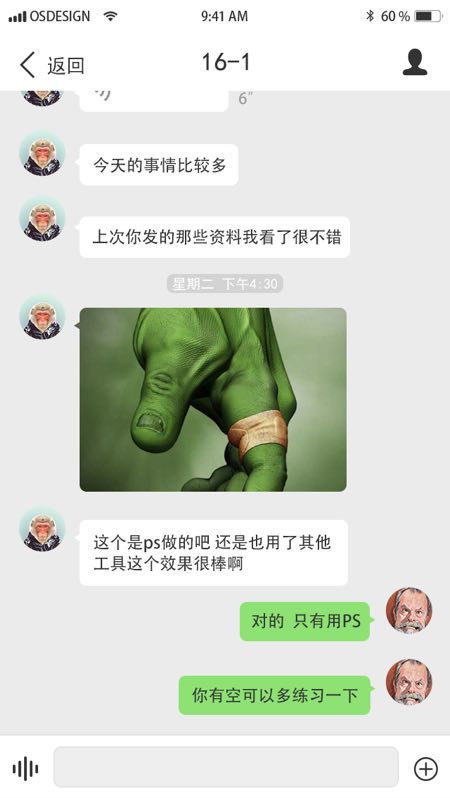 OSDESIGN 9:41 AM 60 %
返回 16-1
6"
今天的事情比较多
上次你发的那些资料我看了很不错
星期二 下午4:30
这个是ps做的吧 还是也用了其他
工具这个效果很棒啊
对的 只有用PS
你有空可以多练习一下